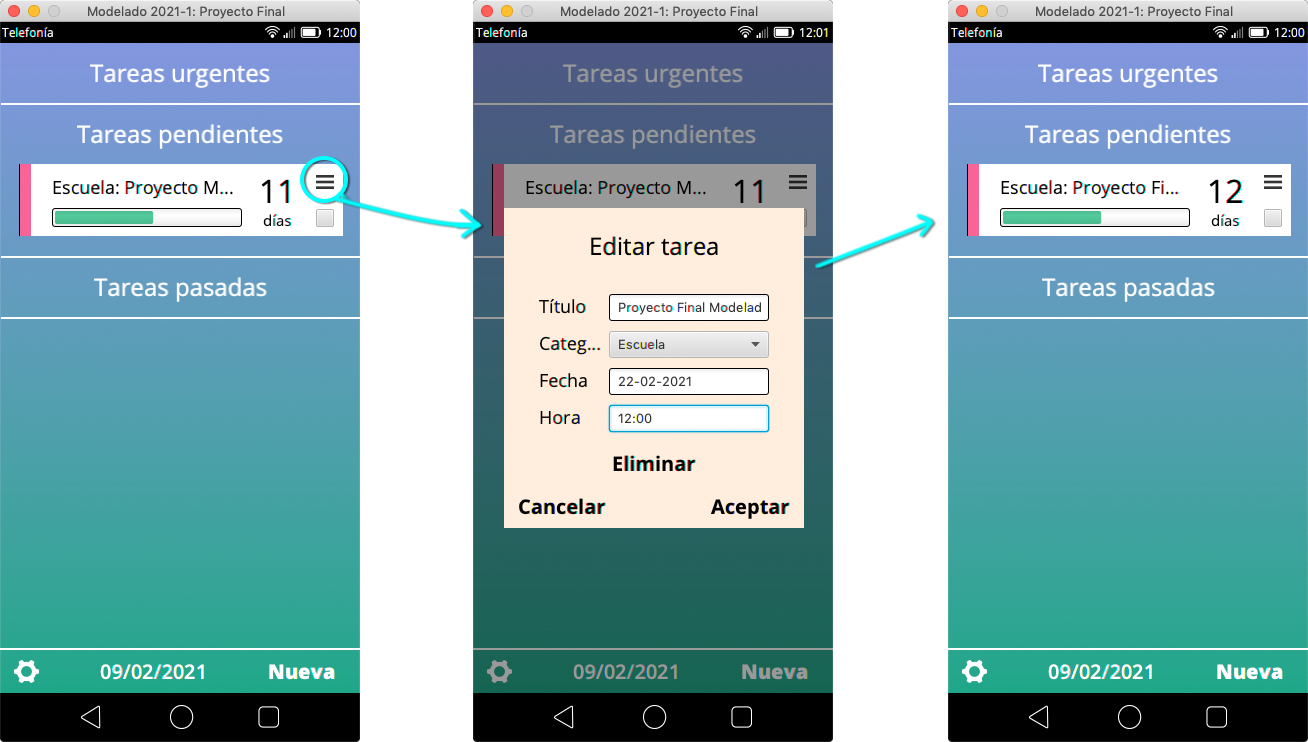 Modelado 2021-1: Proyecto Final
Telefonía 12:00
Tareas urgentes
Tareas pendientes
Escuela: Proyecto M... 11
días
Tareas pasadas
09/02/2021 Nueva
Modelado 2021-1: Proyecto Final
Telefonía 12:01
Tareas urgentes
Tareas pendientes
Escuela: Proyecto M... 11
Editar tarea
Título Proyecto Final Modelad
Categ... Escuela
Fecha 22-02-2021
Hora 12:00
Eliminar
Cancelar Aceptar
09/02/2021 Nueva
Modelado 2021-1: Proyecto Final
Telefonía 12:00
Tareas urgentes
Tareas pendientes
Escuela: Proyecto Fi... 12
días
Tareas pasadas
09/02/2021 Nueva